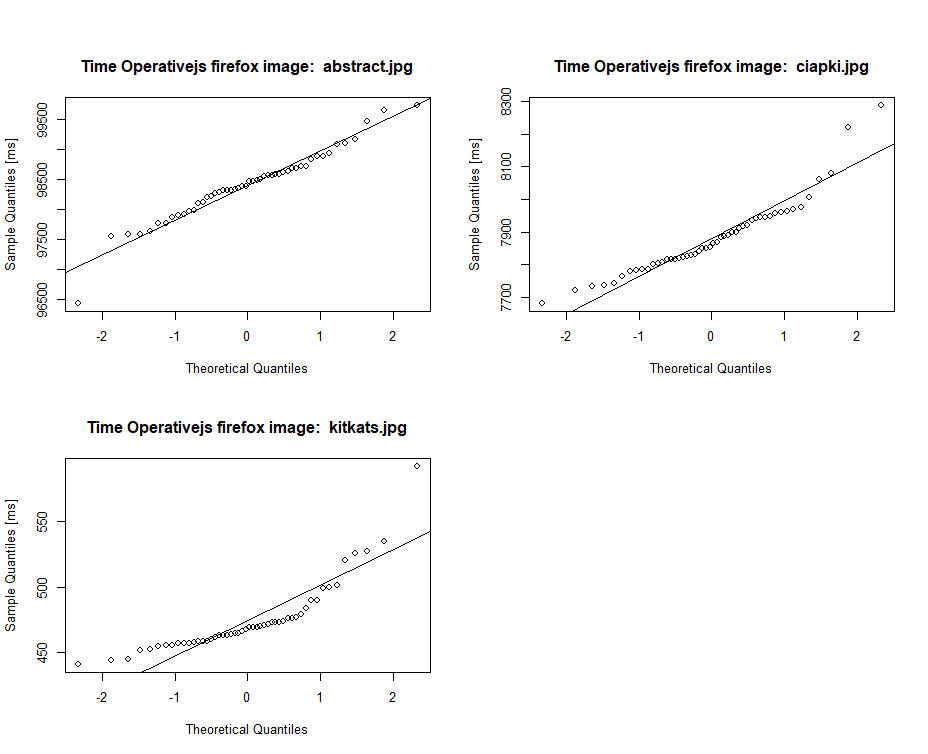 Time Operativejs firefox image:  abstract.jpg
Sample Quantiles [ms]
96500 97500 98500 99500
-2 -1 0 1 2
Theoretical Quantiles
Time Operativejs firefox image:  ciapki.jpg
Sample Quantiles [ms]
7700 7900 8100 8300
-2 -1 0 1 2
Theoretical Quantiles
Time Operativejs firefox image:  kitkats.jpg
Sample Quantiles [ms]
450 500 550
-2 -1 0 1 2
Theoretical Quantiles